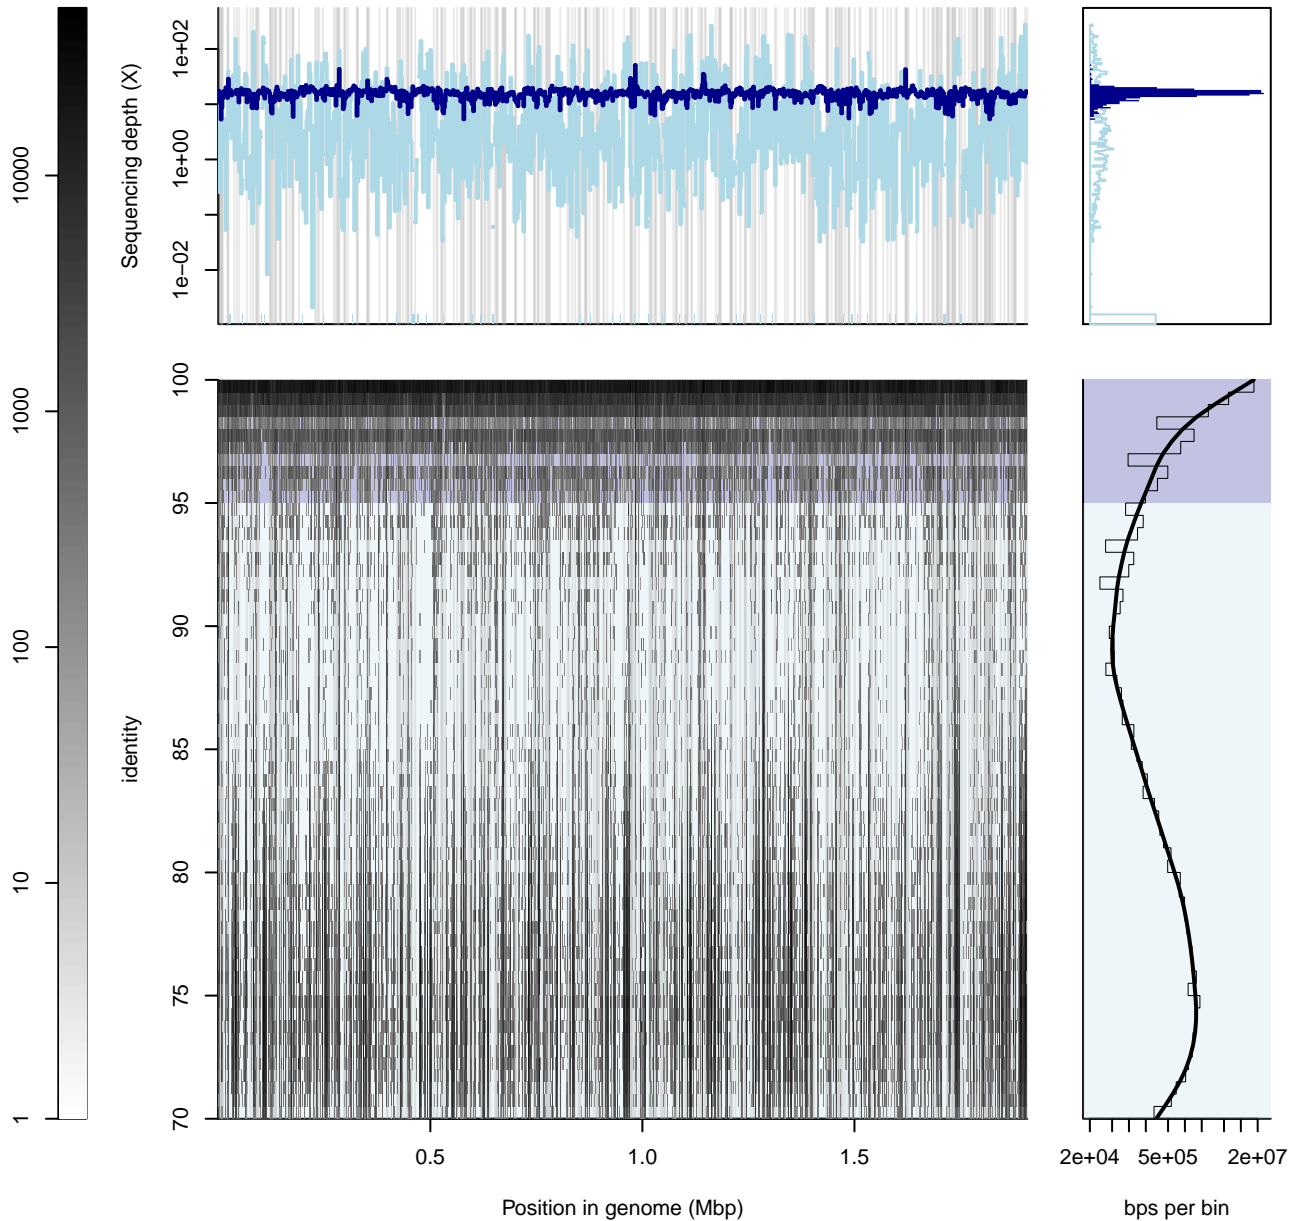 1
10
100
1000
10000
Sequencing depth (X)
1e-02
1e+00
1e+02
identity
70
75
80
85
90
95
100
0.5
1.0
1.5
Position in genome (Mbp)
2e+04
5e+05
2e+07
bps per bin